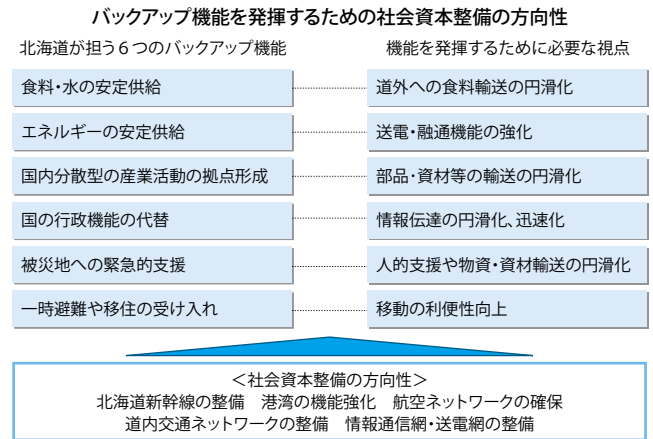 バックアップ機能を発揮するための社会資本整備の方向性
北海道が担う６つのバックアップ機能　機能を発揮するために必要な視点
食料・水の安定供給　道外への食料輸送の円滑化
エネルギーの安定供給　送電・融通機能の強化
国内分散型の産業活動の拠点形成　部品・資材等の輸送の円滑化
国の行政機能の代替　情報伝達の円滑化、迅速化
被災地への緊急的支援　人的支援や物資・資材輸送の円滑化
一時避難や移住の受け入れ　移動の利便性向上
＜社会資本整備の方向性＞
北海道新幹線の整備　港湾の機能強化　航空ネットワークの確保
道内交通ネットワークの整備　情報通信網・送電網の整備